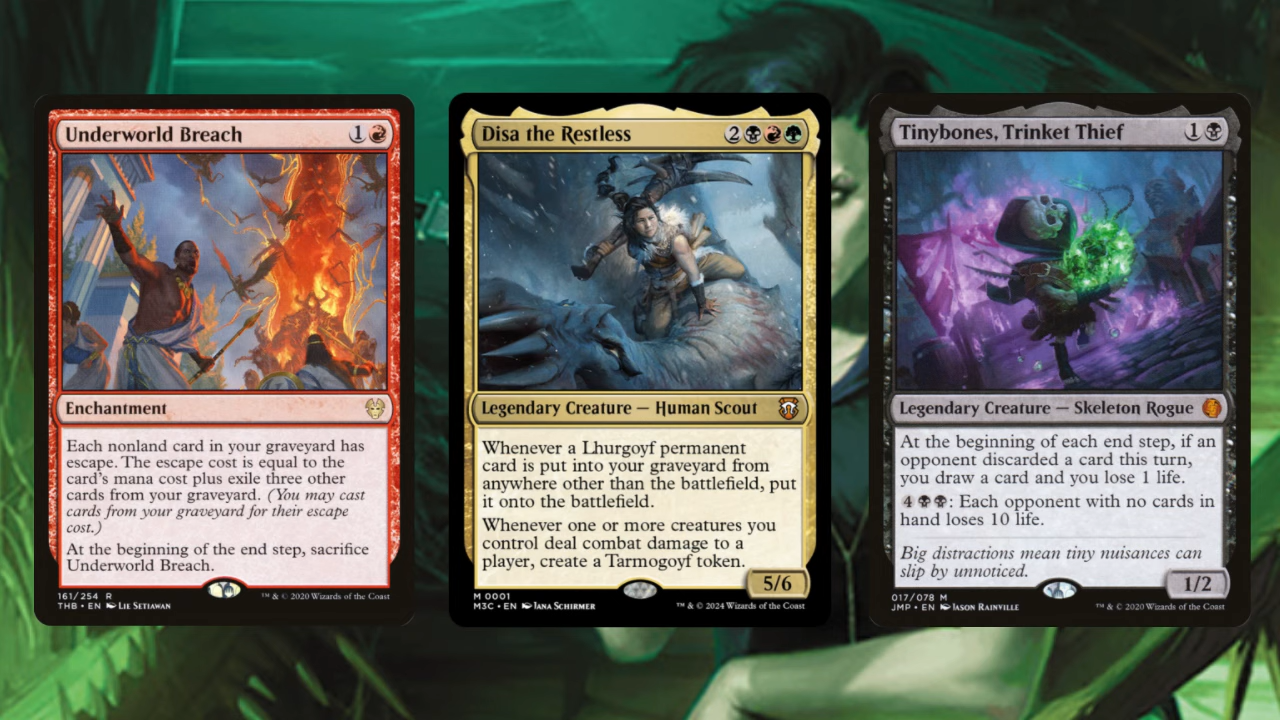 Underworld Breach
1
Enchantment
Each nonland card in your graveyard has
escape. The escape cost is equal to the
card's mana cost plus exile three other
cards from your graveyard. (You may cast
cards from your graveyard for their escape
cost.)
At the beginning of the end step, sacrifice
Underworld Breach.
161/254 R
THB • EN Lie Setiawan
™ & © 2020 Wizards of the Coast
Disa the Restless
2
Legendary Creature — Human Scout
Whenever a Lhurgoyf permanent
card is put into your graveyard from
anywhere other than the battlefield, put
it onto the battlefield.
Whenever one or more creatures you
control deal combat damage to a
player, create a Tarmogoyf token.
5/6
M 0001
M3C • EN Jana Schirmer
™ & © 2024 Wizards of the Coast
Tinybones, Trinket Thief
1
Legendary Creature — Skeleton Rogue
At the beginning of each end step, if an
opponent discarded a card this turn,
you draw a card and you lose 1 life.
4: Each opponent with no cards in
hand loses 10 life.
Big distractions mean tiny nuisances can
slip by unnoticed.
1/2
017/078 M
JMP • EN Jason Rainville
™ & © 2020 Wizards of the Coast